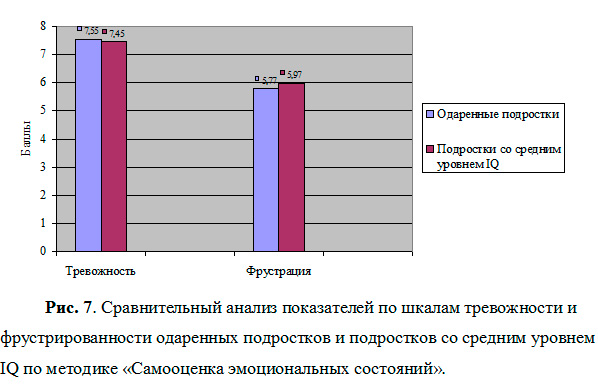 8
7
6
5
4
3
2
1
0
Баллы
7,55
7,45
5,77
5,97
Тревожность
Фрустрация
Одаренные подростки
Подростки со средним
уровнем IQ
Рис. 7. Сравнительный анализ показателей по шкалам тревожности и
фрустрированности одаренных подростков и подростков со средним уровнем
IQ по методике «Самооценка эмоциональных состояний».